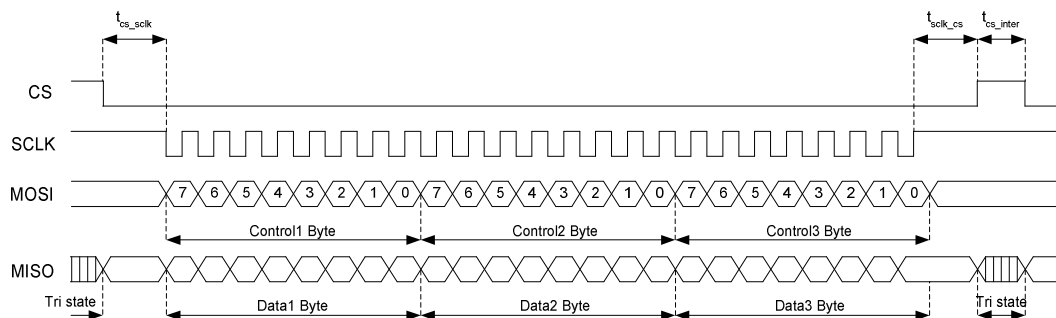 tcs_sclk tsclk_cs tcs_inter
CS
SCLK
MOSI 7 6 5 4 3 2 1 0 7 6 5 4 3 2 1 0 7 6 5 4 3 2 1 0
Control1 Byte Control2 Byte Control3 Byte
MISO
Tri state Data1 Byte Data2 Byte Data3 Byte Tri state